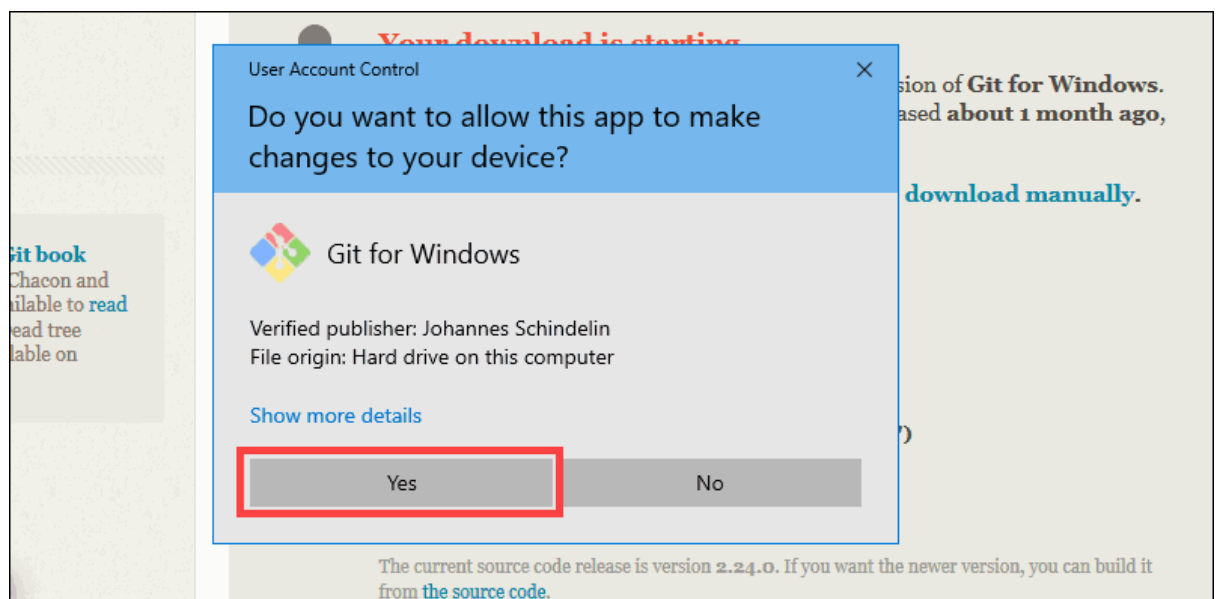 Your download is starting
User Account Control
Do you want to allow this app to make
changes to your device?
sion of Git for Windows.
ased about 1 month ago,
download manually.
Git book
Chacon and
ailable to read
ead tree
lable on
Git for Windows
Verified publisher: Johannes Schindelin
File origin: Hard drive on this computer
Show more details
')
Yes
No
The current source code release is version 2.24.0. If you want the newer version, you can build it
from the source code.